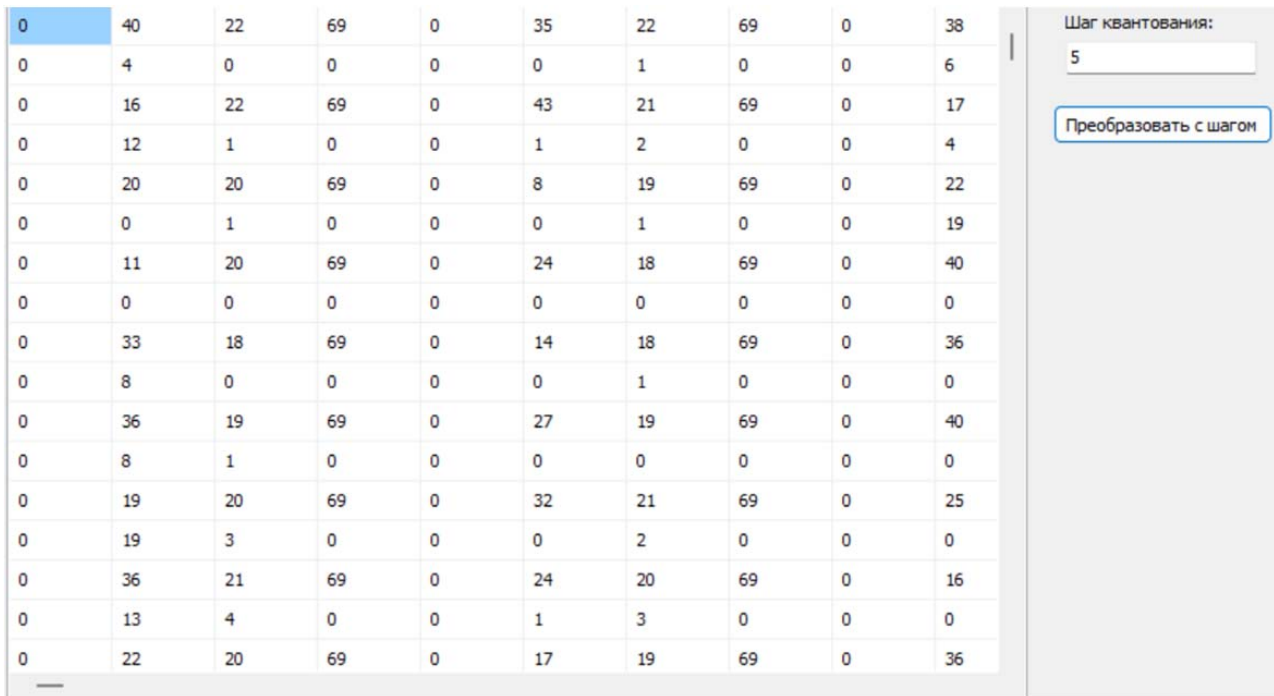 0 40 22 69 0 35 22 69 0 38
0 4 0 0 0 0 1 0 0 6
0 16 22 69 0 43 21 69 0 17
0 12 1 0 0 1 2 0 0 4
0 20 20 69 0 8 19 69 0 22
0 0 1 0 0 0 1 0 0 19
0 11 20 69 0 24 18 69 0 40
0 0 0 0 0 0 0 0 0 0
0 33 18 69 0 14 18 69 0 36
0 8 0 0 0 0 1 0 0 0
0 36 19 69 0 27 19 69 0 40
0 8 1 0 0 0 0 0 0 0
0 19 20 69 0 32 21 69 0 25
0 19 3 0 0 0 2 0 0 0
0 36 21 69 0 24 20 69 0 16
0 13 4 0 0 1 3 0 0 0
0 22 20 69 0 17 19 69 0 36
Шаг квантования:
5
Преобразовать с шагом